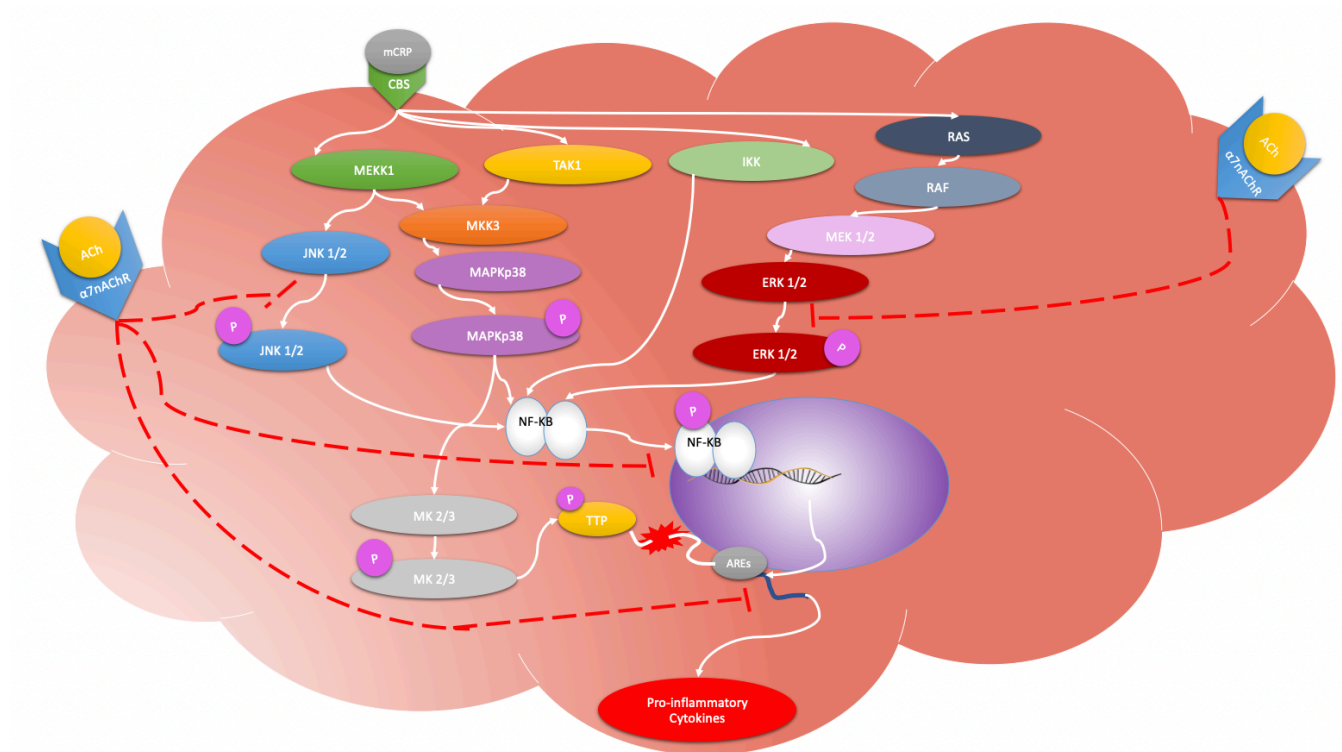 mCRP
CBS
RAS
ACh
α7nAChR
MEKK1
TAK1
IKK
RAF
MKK3
MEK 1/2
ACh
α7nAChR
JNK 1/2
MAPKp38
ERK 1/2
P
JNK 1/2
P
MAPKp38
ERK 1/2
P
P
NF-KB
NF-KB
MK 2/3
P
TTP
P
MK 2/3
AREs
Pro-inflammatory
Cytokines